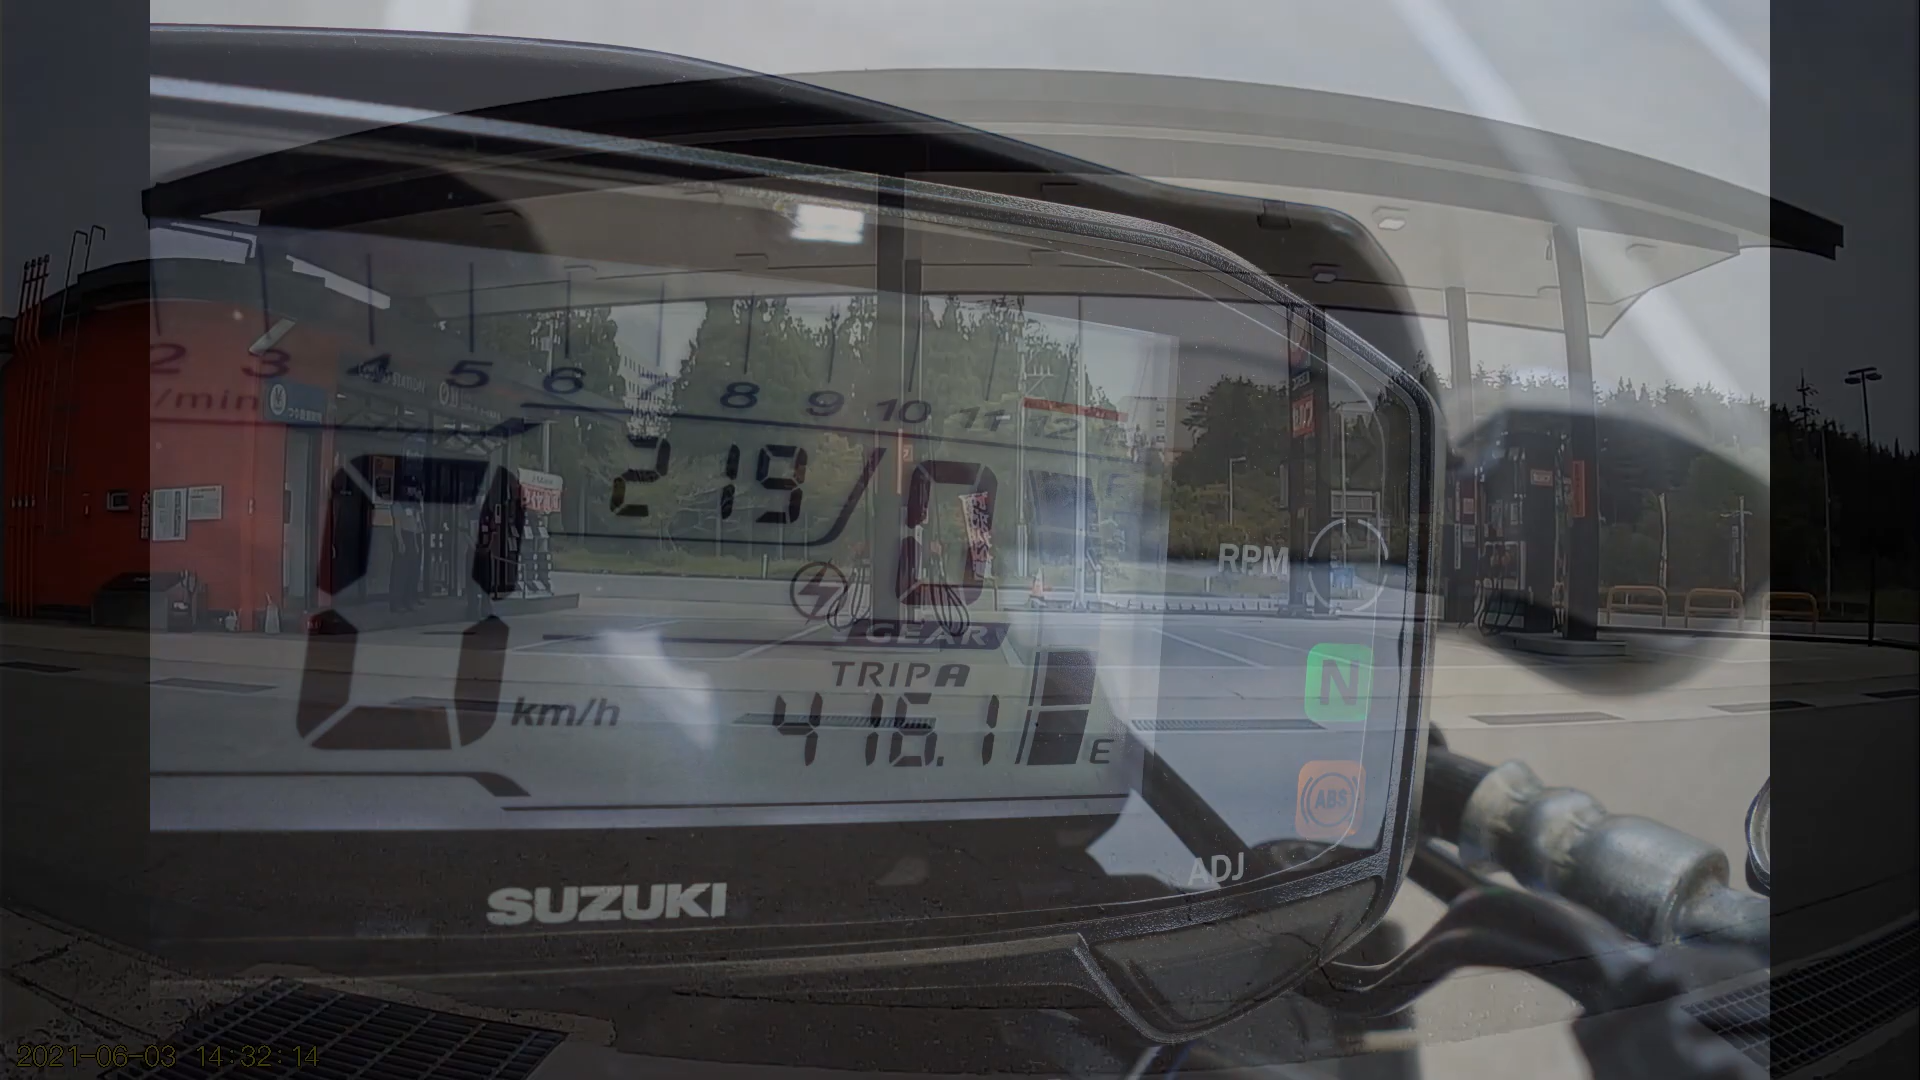 2 3 4 5 6 7 8 9 10 11 12
/min
219
0
GEAR
RPM
TRIP A
416.1
E
0
km/h
N
ABS
ADJ
SUZUKI
2021-06-03 14:32:14